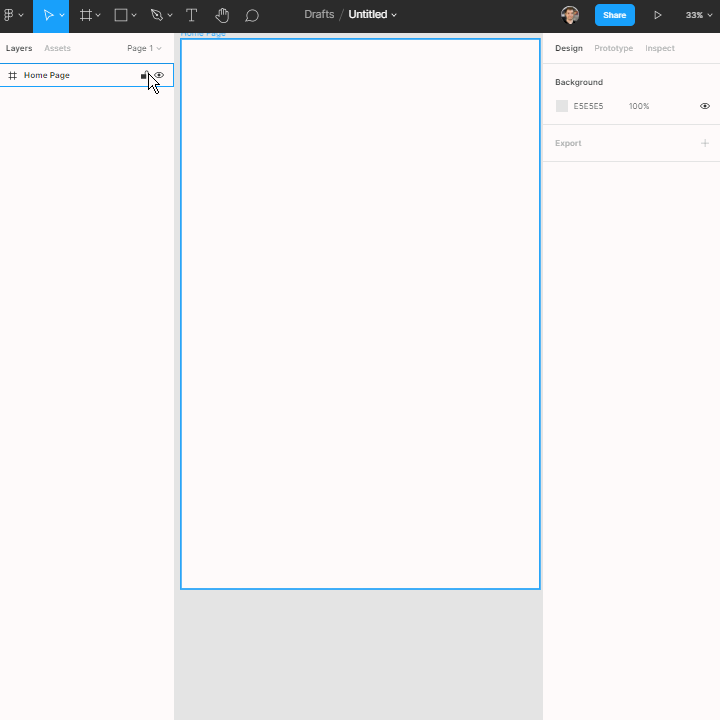 Drafts / Untitled
Share
33%
Layers
Assets
Page 1
Home Page
Home Page
Design
Prototype
Inspect
Background
E5E5E5
100%
Export